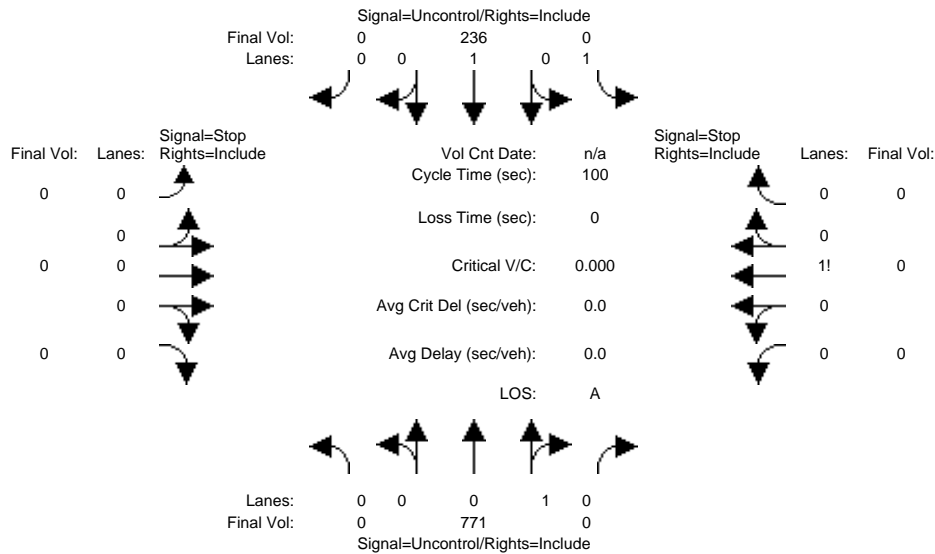 Signal=Uncontrol/Rights=Include
Final Vol: 0 236 0
Lanes: 0 0 1 0 1
Signal=Stop Signal=Stop
Final Vol: Lanes: Rights=Include Vol Cnt Date: n/a Rights=Include Lanes: Final Vol:
Cycle Time (sec): 100
0 0 0 0
Loss Time (sec): 0
0 0
0 0 Critical V/C: 0.000 1! 0
0 Avg Crit Del (sec/veh): 0.0 0
0 0 Avg Delay (sec/veh): 0.0 0 0
LOS: A
Lanes: 0 0 0 1 0
Final Vol: 0 771 0
Signal=Uncontrol/Rights=Include